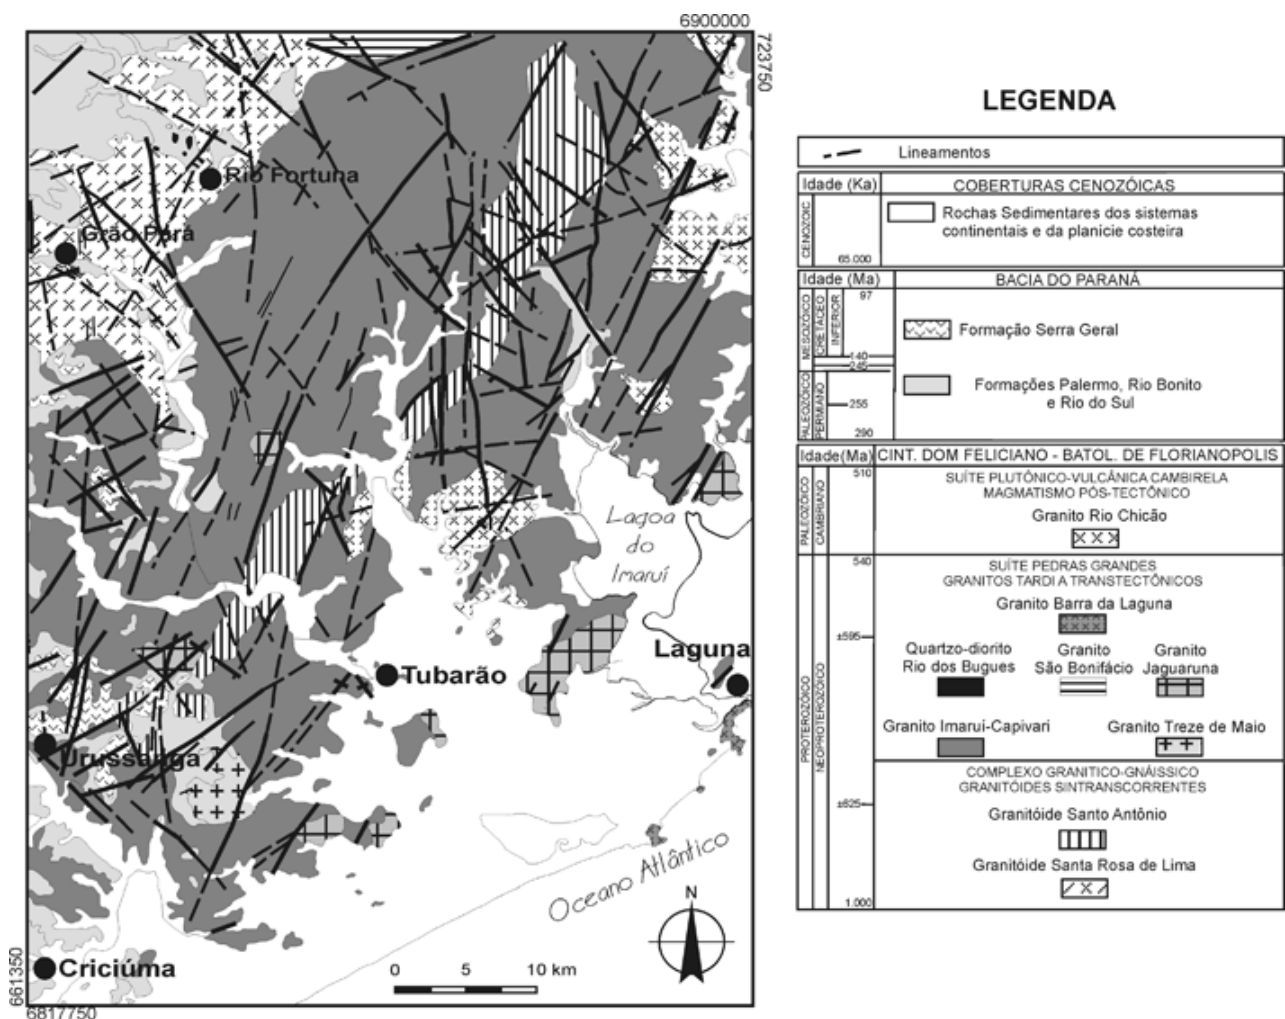 6900000
723750
Rio Fortuna
Grão Pará
Lagoa
do
Imaruí
Laguna
Tubarão
Urussanga
Oceano Atlântico
N
Criciúma
0 5 10 km
661350
6817750
LEGENDA
Lineamentos
Idade (Ka)
COBERTURAS CENOZÓICAS
CENOZOIC
65.000
Rochas Sedimentares dos sistemas
continentais e da planicie costeira
Idade (Ma)
BACIA DO PARANÁ
MESOZÓICO
CRETÁCEO
INFERIOR
97
140
245
Formação Serra Geral
PALEOZÓICO
PERMIANO
255
290
Formações Palermo, Rio Bonito
e Rio do Sul
Idade(Ma)
CINT. DOM FELICIANO - BATOL. DE FLORIANOPOLIS
510
PALEOZÓICO
CAMBRIANO
SUÍTE PLUTÔNICO-VULCÂNICA CAMBIRELA
MAGMATISMO PÓS-TECTÔNICO
Granito Rio Chicão
540
PROTEROZÓICO
NEOPROTEROZÓICO
SUÍTE PEDRAS GRANDES
GRANITOS TARDI A TRANSTECTÔNICOS
Granito Barra da Laguna
±595
Quartzo-diorito
Rio dos Bugues
Granito
São Bonifácio
Granito
Jaguaruna
Granito Imaruí-Capivari
Granito Treze de Maio
COMPLEXO GRANITICO-GNÁISSICO
GRANITÓIDES SINTRANSCORRENTES
±625
Granitóide Santo Antônio
Granitóide Santa Rosa de Lima
1.000